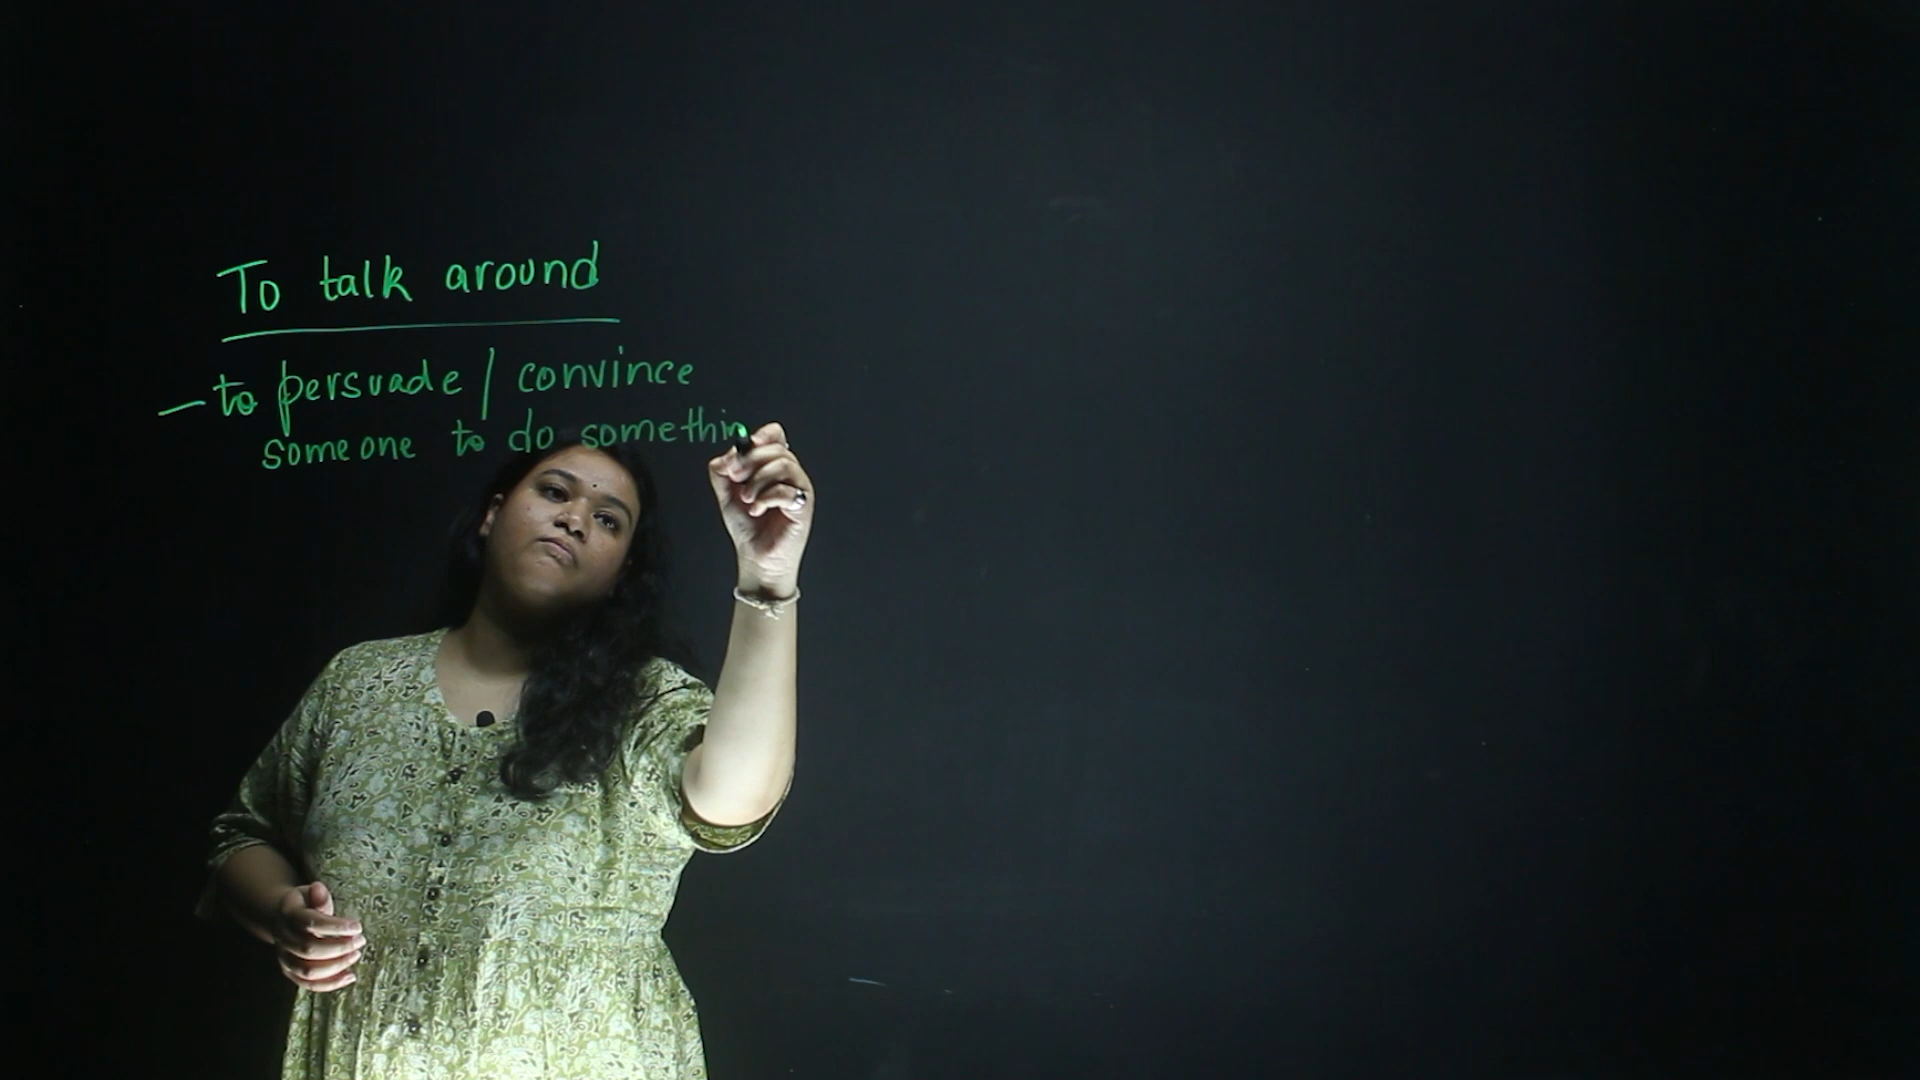 To talk around
– to persuade / convince
someone to do somethin